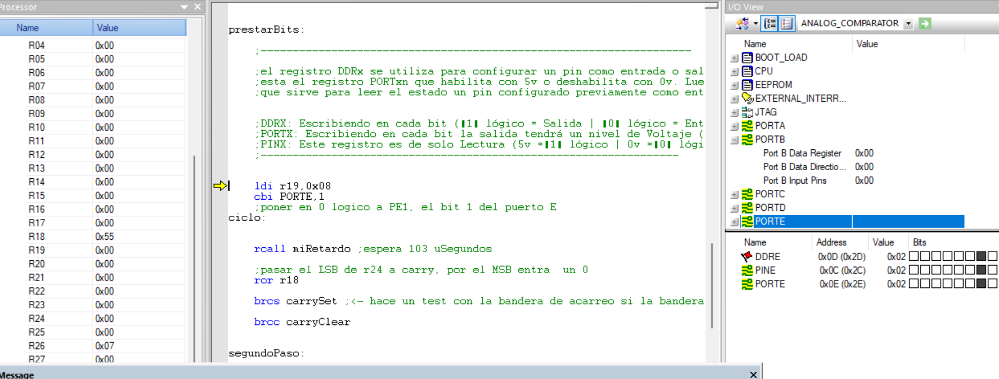 Processor
Name Value
R04 0x00
R05 0x00
R06 0x00
R07 0x00
R08 0x00
R09 0x00
R10 0x00
R11 0x00
R12 0x00
R13 0x00
R14 0x00
R15 0x00
R16 0x00
R17 0x00
R18 0x55
R19 0x00
R20 0x00
R21 0x00
R22 0x00
R23 0x00
R24 0x00
R25 0x00
R26 0x07
R27 0x00
Message
prestarBits:
;-------------------------------------------------------------------
;el registro DDRx se utiliza para configurar un pin como entrada o sal
;esta el registro PORTxn que habilita con 5v o deshabilita con 0v. Lue
;que sirve para leer el estado un pin configurado previamente como ent
;DDRX: Escribiendo en cada bit (▯1▯ lógico = Salida | ▯0▯ lógico = Ent
;PORTX: Escribiendo en cada bit la salida tendrá un nivel de Voltaje (
;PINX: Este registro es de solo Lectura (5v =▯1▯ lógico | 0v =▯0▯ lógi
;-----------------------------------------------------------------
ldi r19,0x08
cbi PORTE,1
;poner en 0 logico a PE1, el bit 1 del puerto E
ciclo:
rcall miRetardo ;espera 103 uSegundos
;pasar el LSB de r24 a carry, por el MSB entra  un 0
ror r18
brcs carrySet ;<- hace un test con la bandera de acarreo si la bandera
brcc carryClear
segundoPaso:
I/O View
ANALOG_COMPARATOR
Name Value
BOOT_LOAD
CPU
EEPROM
EXTERNAL_INTERR...
JTAG
PORTA
PORTB
Port B Data Register 0x00
Port B Data Directio... 0x00
Port B Input Pins 0x00
PORTC
PORTD
PORTE
Name Address Value Bits
DDRE 0x0D (0x2D) 0x02
PINE 0x0C (0x2C) 0x02
PORTE 0x0E (0x2E) 0x02